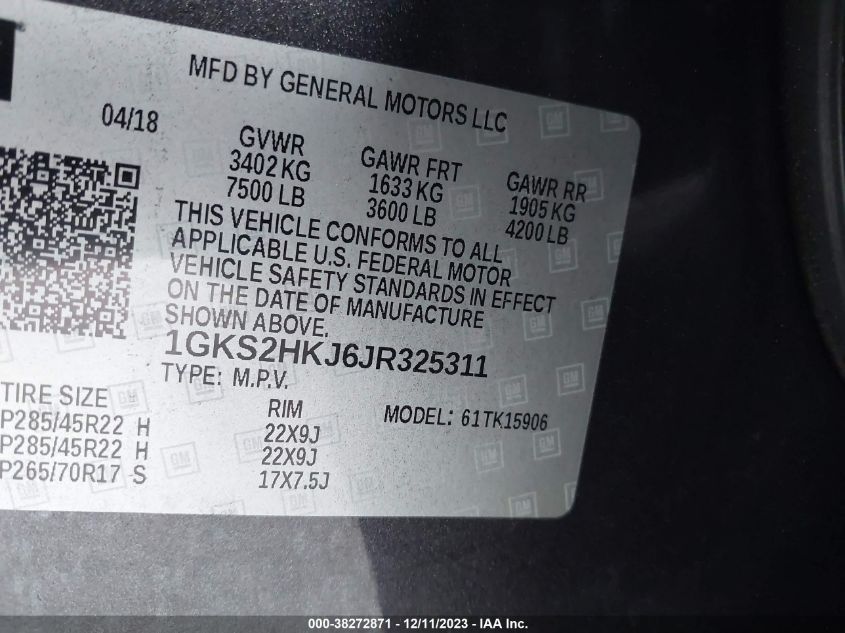 MFD BY GENERAL MOTORS LLC
04/18
GVWR GAWR FRT GAWR RR
3402 KG 1633 KG 1905 KG
7500 LB 3600 LB 4200 LB
THIS VEHICLE CONFORMS TO ALL
APPLICABLE U.S. FEDERAL MOTOR
VEHICLE SAFETY STANDARDS IN EFFECT
ON THE DATE OF MANUFACTURE
SHOWN ABOVE.
1GKS2HKJ6JR325311
TYPE: M.P.V.
TIRE SIZE RIM MODEL: 61TK15906
P285/45R22 H 22X9J
P285/45R22 H 22X9J
P265/70R17 S 17X7.5J
000-38272871 - 12/11/2023 - IAA Inc.